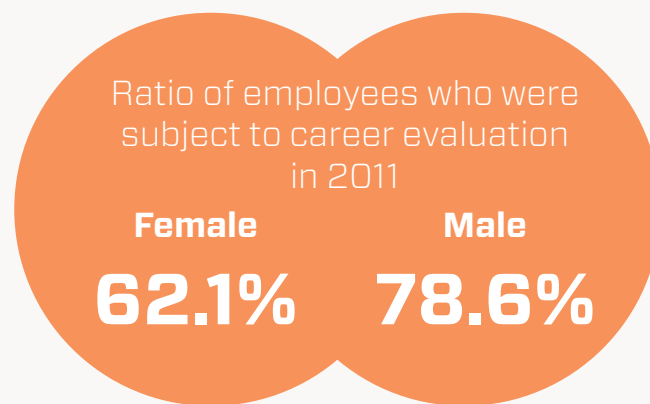 Ratio of employees who were
subject to career evaluation
in 2011
Female Male
62.1% 78.6%